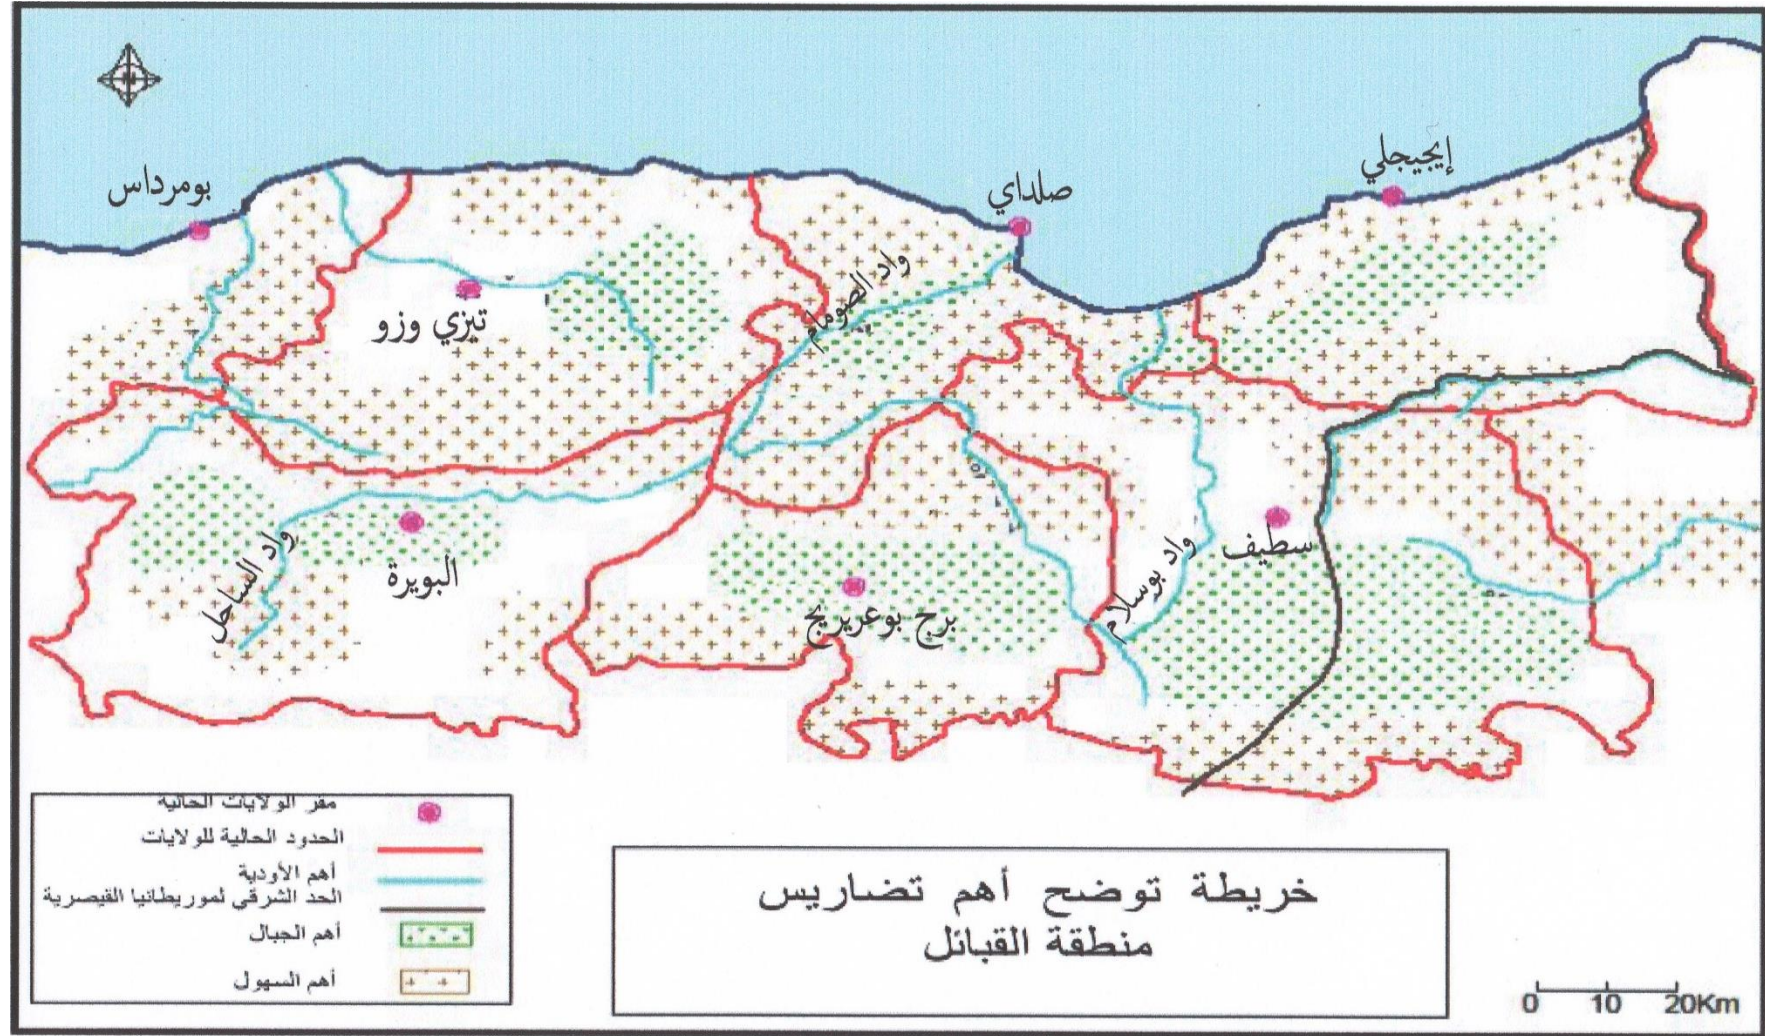 إيجيجلي
صلداي
بومرداس
واد الصومام
تيزي وزو
سطيف
واد بوسلام
البويرة
واد الساحل
برج بوعريريج
مقر الولايات الحالية
الحدود الحالية للولايات
أهم الأودية
الحد الشرقي لموريطانيا القيصرية
أهم الجبال
أهم السهول
خريطة توضح أهم تضاريس
منطقة القبائل
0 10 20Km